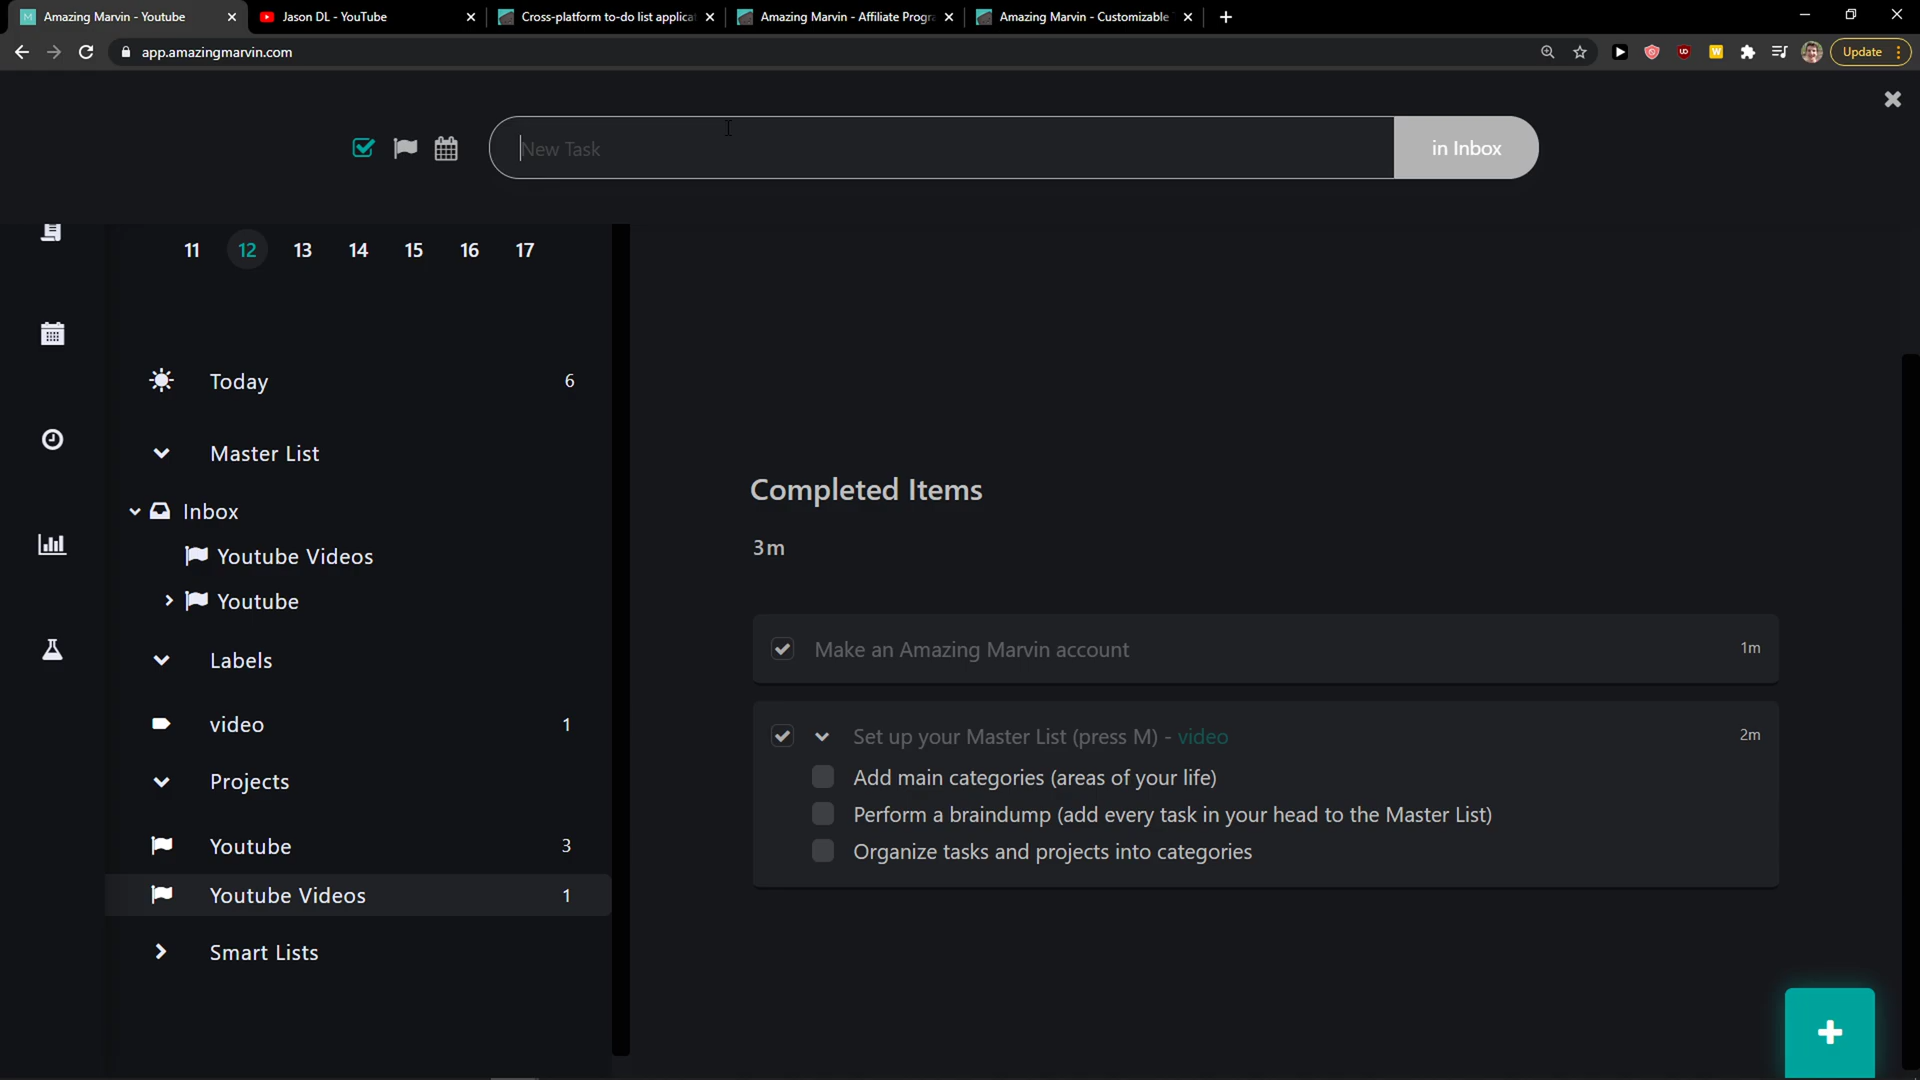 Amazing Marvin - Youtube
Jason DL - YouTube
Cross-platform to-do list applica
Amazing Marvin - Affiliate Progr
Amazing Marvin - Customizable
app.amazingmarvin.com
Update
New Task
in Inbox
11 12 13 14 15 16 17
Today 6
Master List
Inbox
Youtube Videos
Youtube
Labels
video 1
Projects
Youtube 3
Youtube Videos 1
Smart Lists
Completed Items
3m
Make an Amazing Marvin account 1m
Set up your Master List (press M) - video 2m
Add main categories (areas of your life)
Perform a braindump (add every task in your head to the Master List)
Organize tasks and projects into categories